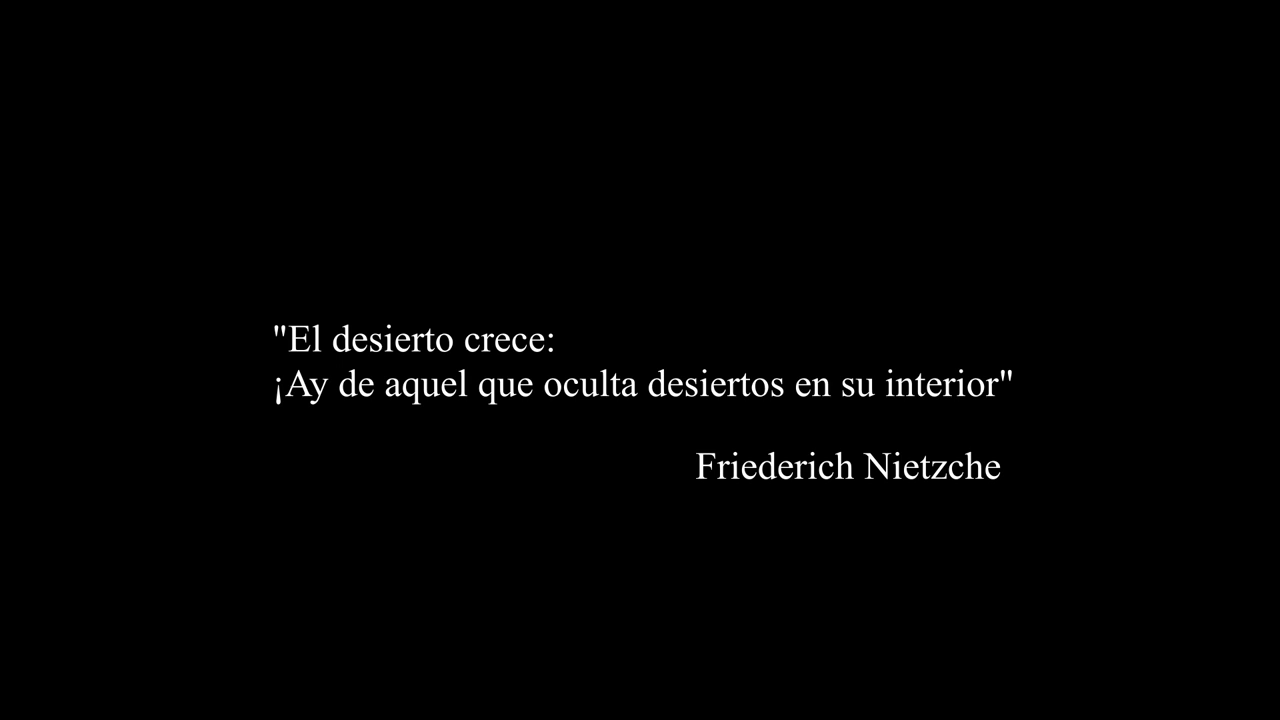 "El desierto crece:
¡Ay de aquel que oculta desiertos en su interior"
Friederich Nietzche